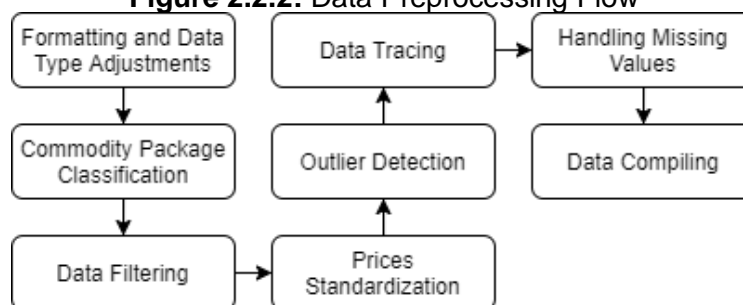 Figure 2.2.2. Data Preprocessing Flow
Formatting and Data
Type Adjustments
Commodity Package
Classification
Data Filtering
Prices
Standardization
Outlier Detection
Data Tracing
Handling Missing
Values
Data Compiling